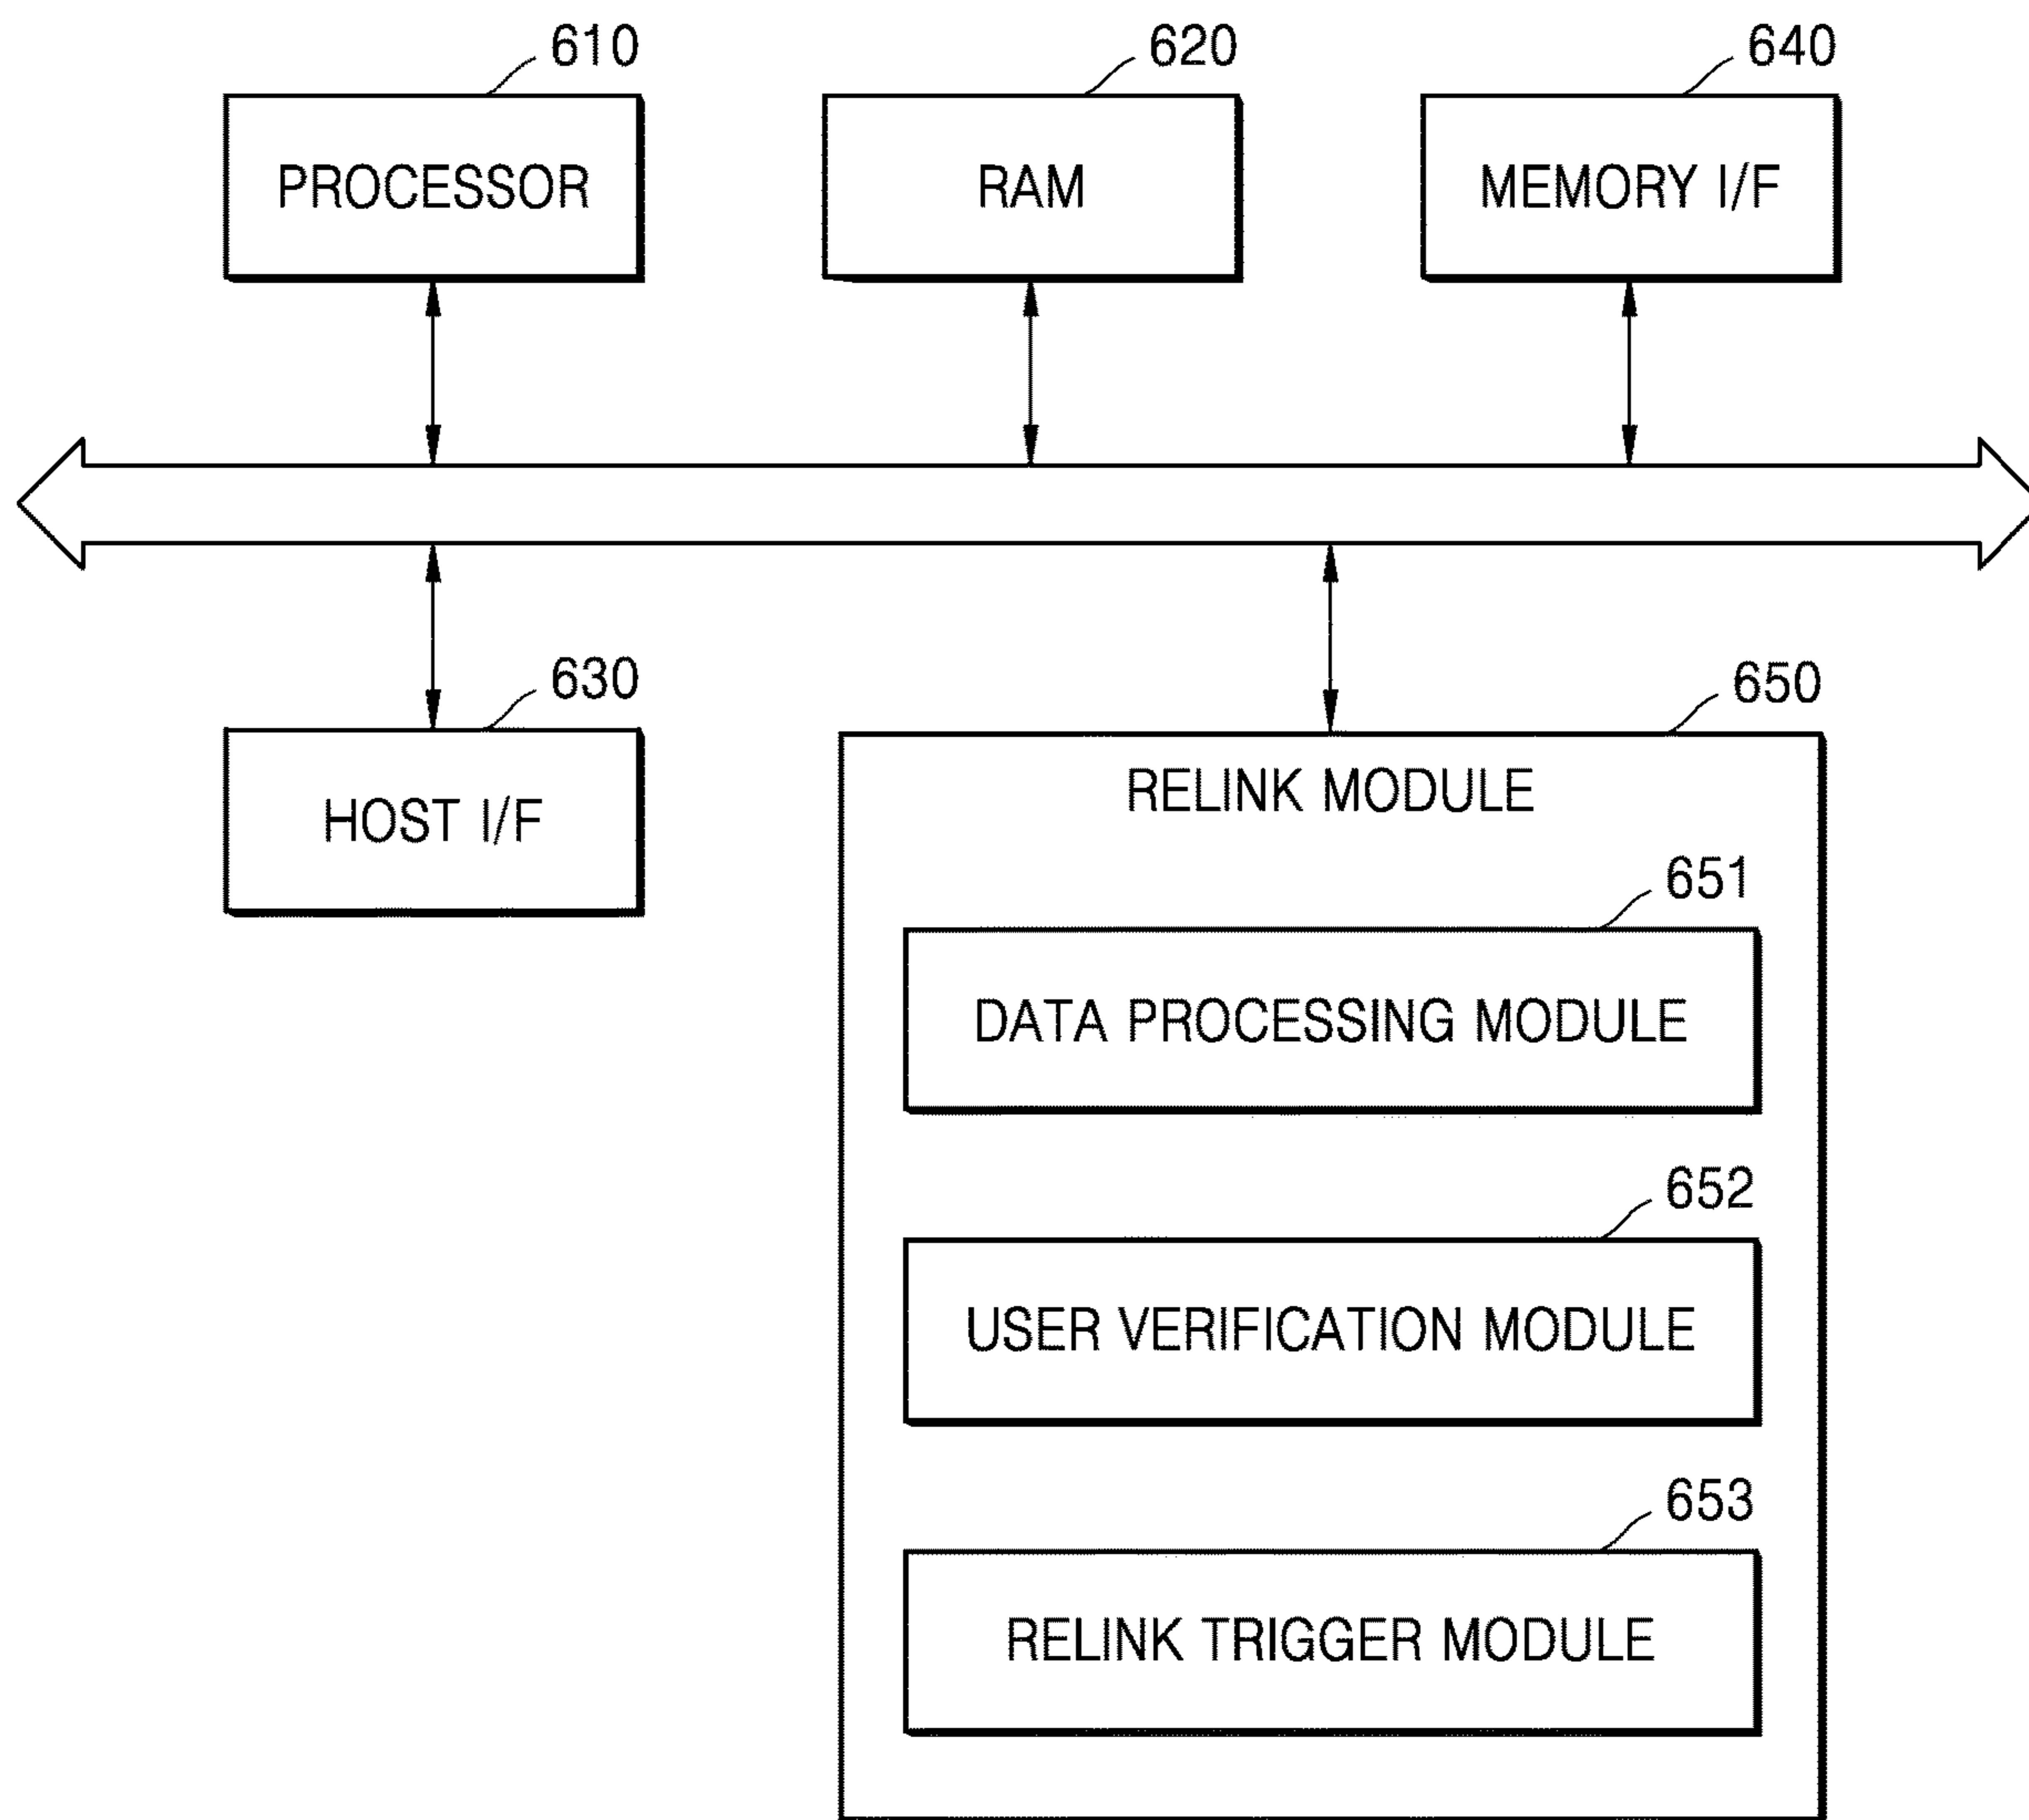 610
620
640
PROCESSOR
RAM
MEMORY I/F
630
650
HOST I/F
RELINK MODULE
651
DATA PROCESSING MODULE
652
USER VERIFICATION MODULE
653
RELINK TRIGGER MODULE